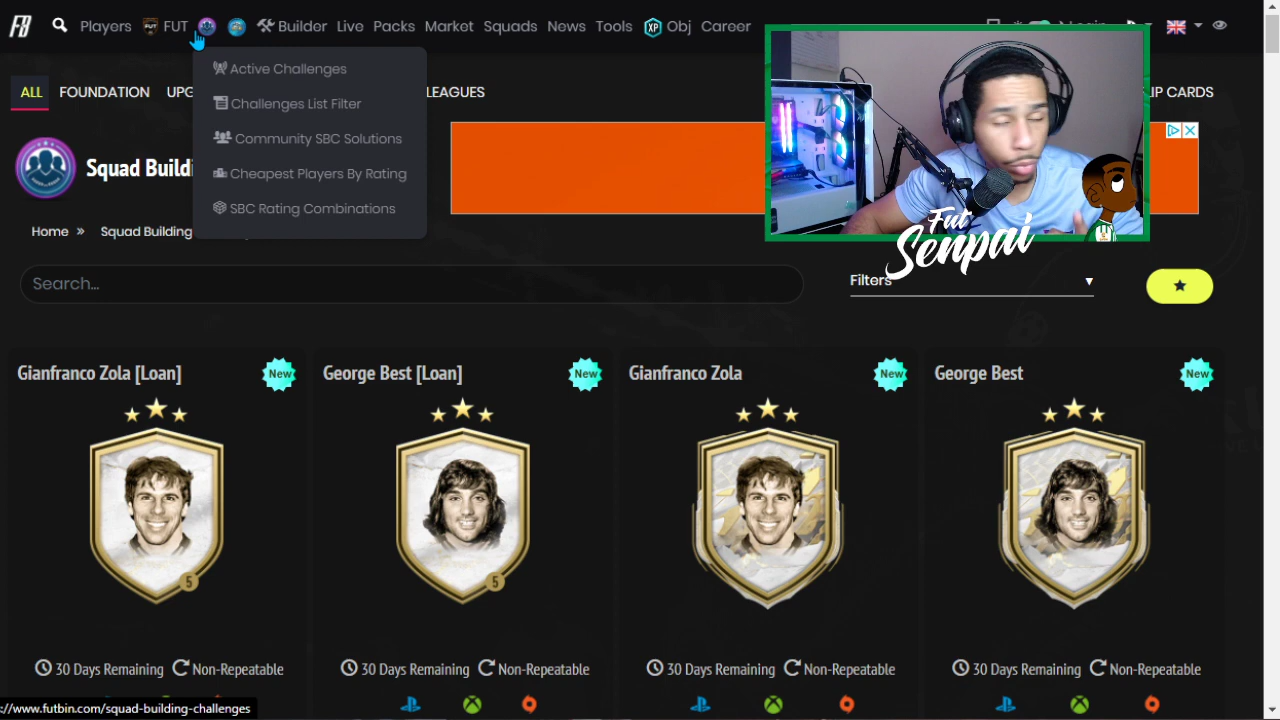 Players FUT Builder Live Packs Market Squads News Tools XP Obj Career
Active Challenges
Challenges List Filter
Community SBC Solutions
Cheapest Players By Rating
SBC Rating Combinations
ALL FOUNDATION UPG LEAGUES CARDS
Squad Buildi
Home » Squad Building
Fut
Senpai
Search...
Filters
Gianfranco Zola [Loan] New
George Best [Loan] New
Gianfranco Zola New
George Best New
5
5
30 Days Remaining Non-Repeatable
30 Days Remaining Non-Repeatable
30 Days Remaining Non-Repeatable
30 Days Remaining Non-Repeatable
://www.futbin.com/squad-building-challenges